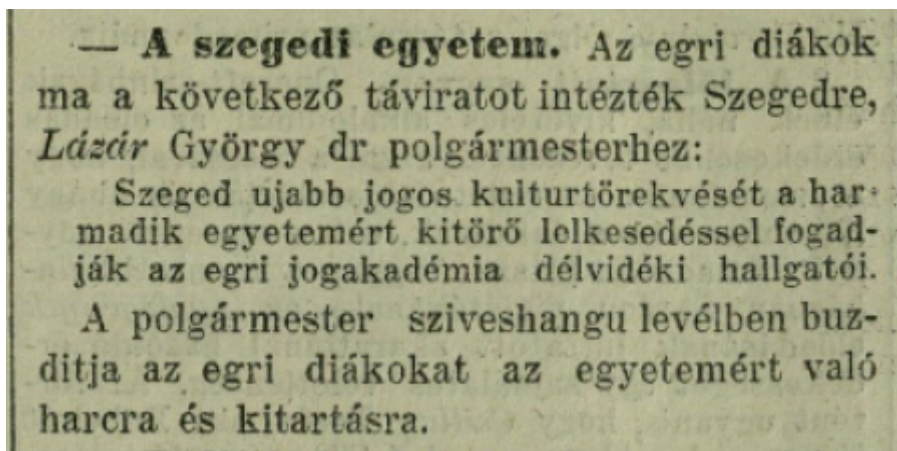 — A szegedi egyetem. Az egri diákok
ma a következő táviratot intézték Szegedre,
Lázár György dr polgármesterhez:
Szeged ujabb jogos kulturtörekvését a har-
madik egyetemért kitörő lelkesedéssel fogad-
ják az egri jogakadémia délvidéki hallgatói.
A polgármester sziveshangu levélben buz-
ditja az egri diákokat az egyetemért való
harcra és kitartásra.